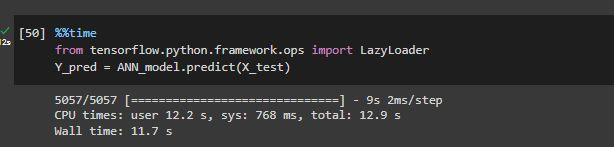 [50] %%time
12s
from tensorflow.python.framework.ops import LazyLoader
Y_pred = ANN_model.predict(X_test)
5057/5057 [==============================] - 9s 2ms/step
CPU times: user 12.2 s, sys: 768 ms, total: 12.9 s
Wall time: 11.7 s